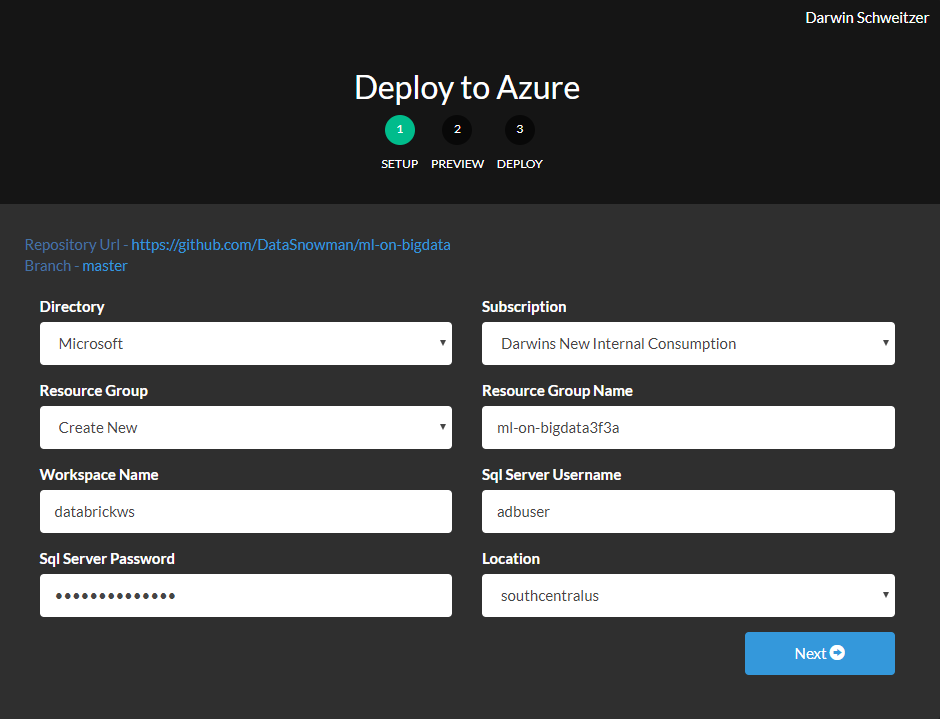 Darwin Schweitzer
Deploy to Azure
1 2 3
SETUP PREVIEW DEPLOY
Repository Url - https://github.com/DataSnowman/ml-on-bigdata
Branch - master
Directory Subscription
Microsoft Darwins New Internal Consumption
Resource Group Resource Group Name
Create New ml-on-bigdata3f3a
Workspace Name Sql Server Username
databrickws adbuser
Sql Server Password Location
•••••••••••••• southcentralus
Next